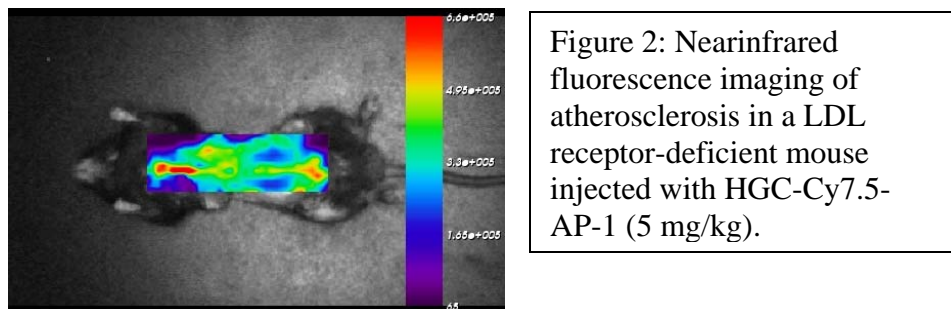 6.6e+005
4.95e+005
3.3e+005
1.65e+005
65
Figure 2: Nearinfrared
fluorescence imaging of
atherosclerosis in a LDL
receptor-deficient mouse
injected with HGC-Cy7.5-
AP-1 (5 mg/kg).